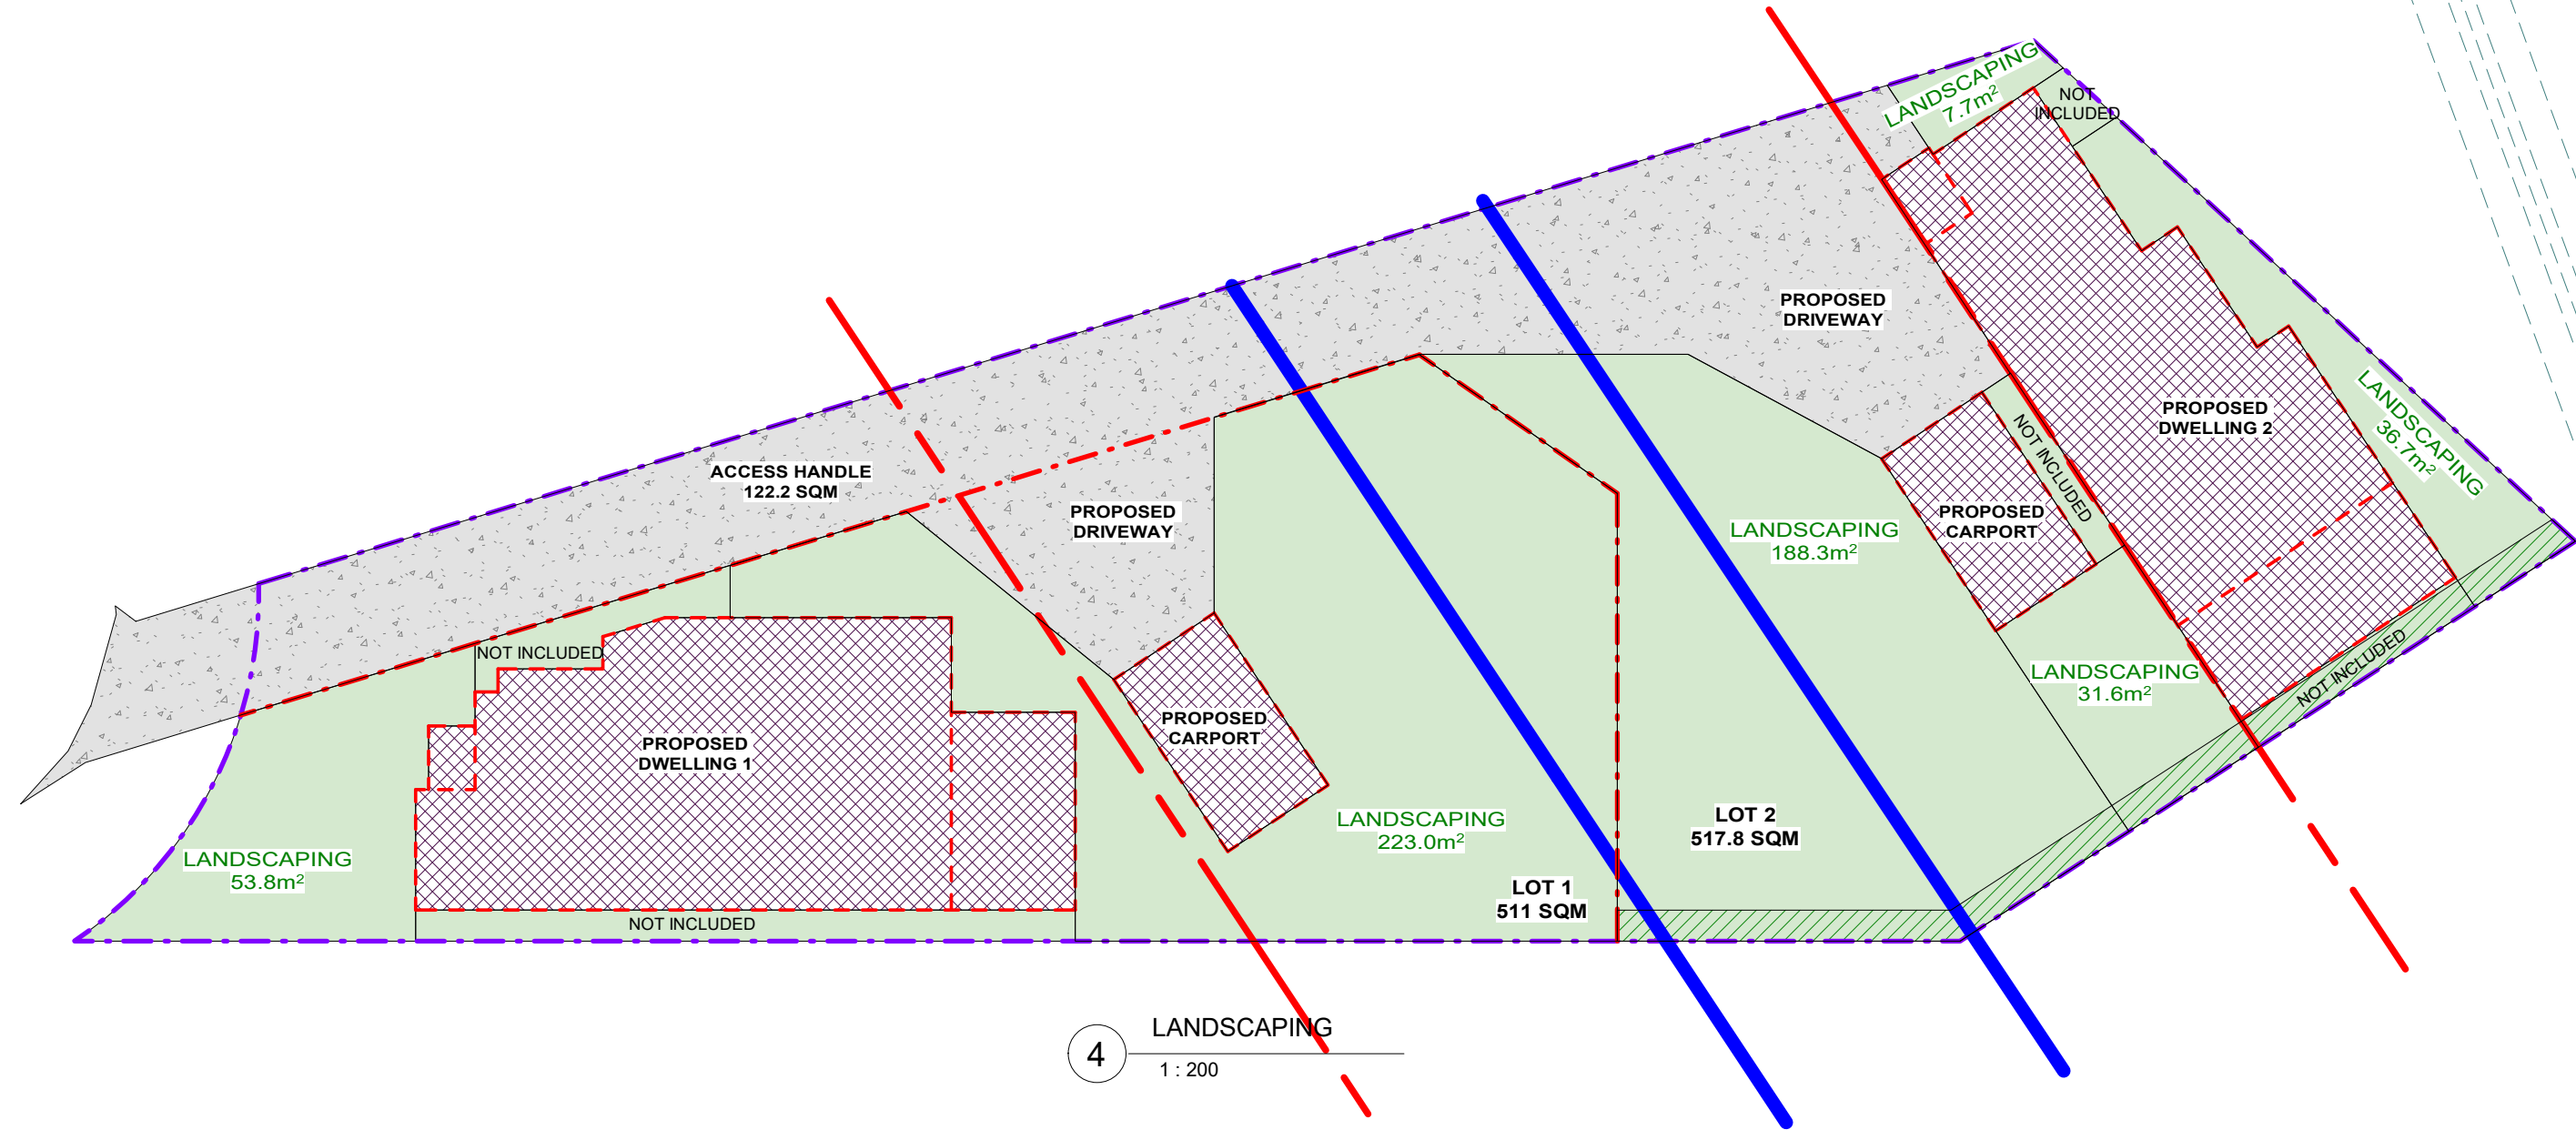 LANDSCAPING
7.7m²
NOT
INCLUDED
PROPOSED
DRIVEWAY
PROPOSED
DWELLING 2
LANDSCAPING
36.7m²
NOT INCLUDED
ACCESS HANDLE
122.2 SQM
PROPOSED
DRIVEWAY
LANDSCAPING
188.3m²
PROPOSED
CARPORT
NOT INCLUDED
PROPOSED
DWELLING 1
PROPOSED
CARPORT
LANDSCAPING
31.6m²
NOT INCLUDED
LANDSCAPING
53.8m²
LANDSCAPING
223.0m²
LOT 2
517.8 SQM
LOT 1
511 SQM
NOT INCLUDED
4
LANDSCAPING
1 : 200